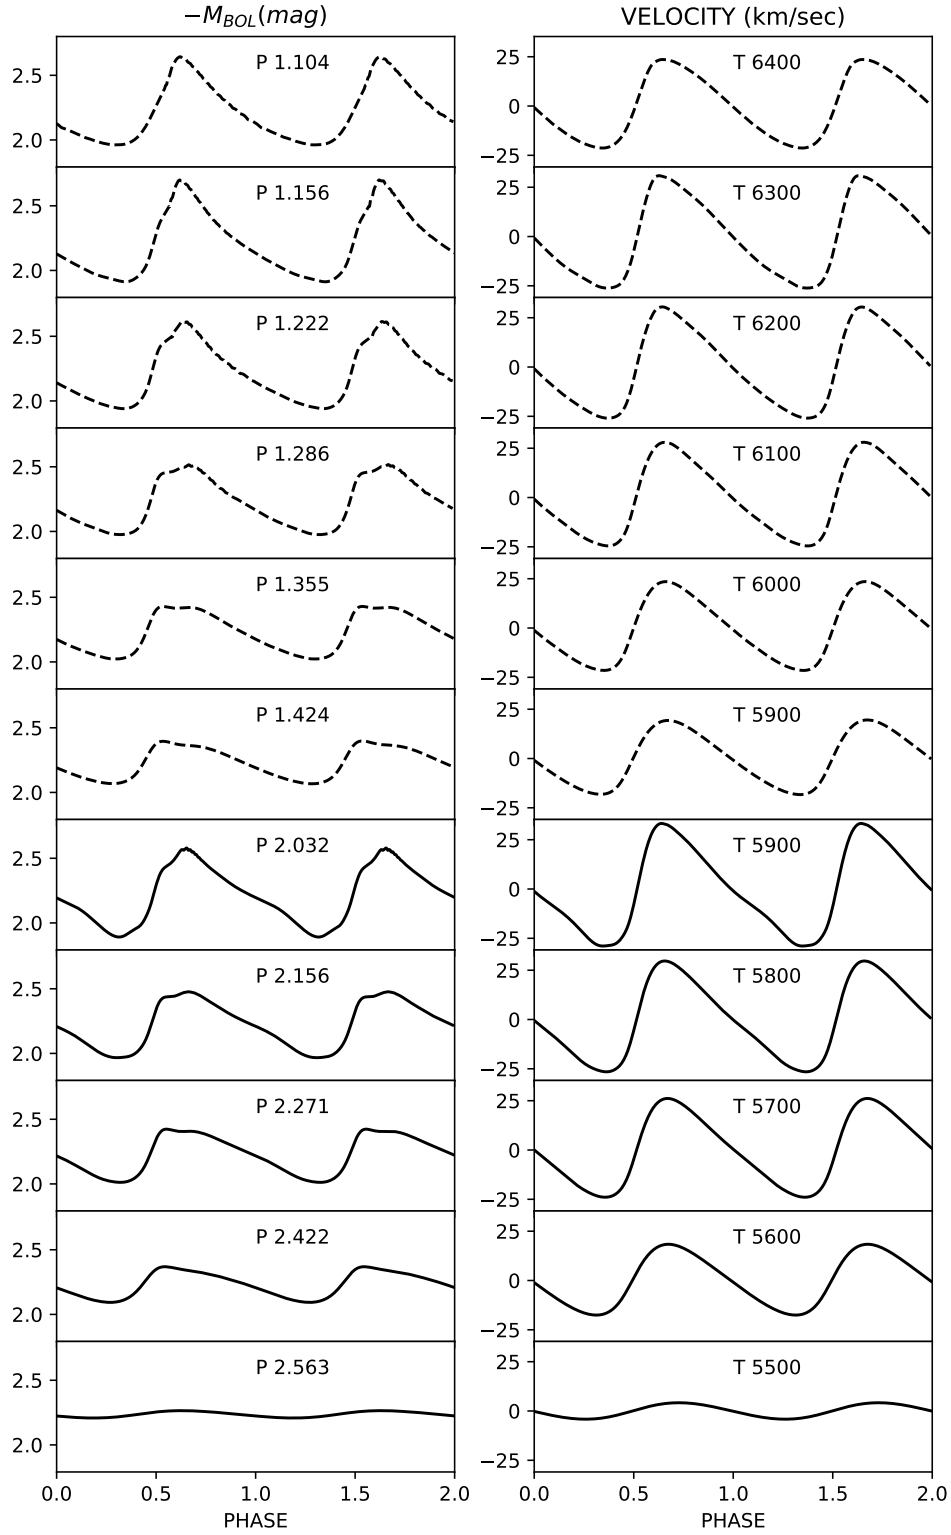 −M_BOL(mag) VELOCITY (km/sec)
2.5 P 1.104 25 T 6400
2.0 0
−25
2.5 P 1.156 25 T 6300
2.0 0
−25
2.5 P 1.222 25 T 6200
2.0 0
−25
2.5 P 1.286 25 T 6100
2.0 0
−25
2.5 P 1.355 25 T 6000
2.0 0
−25
2.5 P 1.424 25 T 5900
2.0 0
−25
2.5 P 2.032 25 T 5900
2.0 0
−25
2.5 P 2.156 25 T 5800
2.0 0
−25
2.5 P 2.271 25 T 5700
2.0 0
−25
2.5 P 2.422 25 T 5600
2.0 0
−25
2.5 P 2.563 25 T 5500
2.0 0
−25
0.0 0.5 1.0 1.5 2.0 0.0 0.5 1.0 1.5 2.0
PHASE PHASE